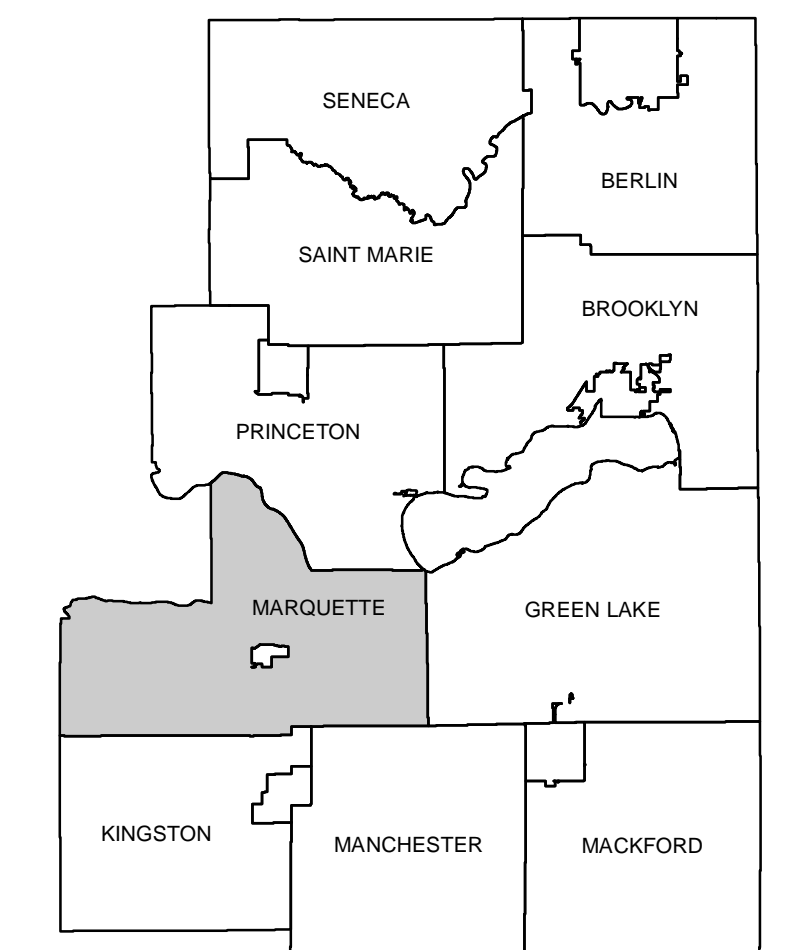 SENECA
BERLIN
SAINT MARIE
BROOKLYN
PRINCETON
MARQUETTE
GREEN LAKE
KINGSTON
MANCHESTER
MACKFORD